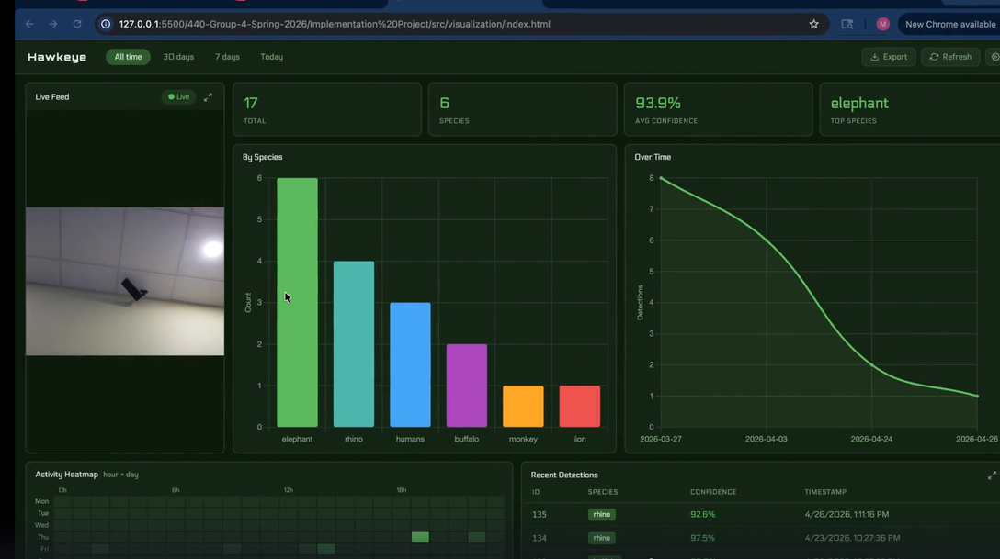 127.0.0.1:5500/440-Group-4-Spring-2026/Implementation%20Project/src/visualization/index.html
M
New Chrome available
Hawkeye
All time
30 days
7 days
Today
Export
Refresh
Live Feed
Live
17
TOTAL
6
SPECIES
93.9%
AVG CONFIDENCE
elephant
TOP SPECIES
By Species
6
5
4
3
2
1
0
Count
elephant
rhino
humans
buffalo
monkey
lion
Over Time
8
7
6
5
4
3
2
1
0
Detections
2026-03-27
2026-04-03
2026-04-24
2026-04-26
Activity Heatmap hour × day
0h 6h 12h 18h
Mon
Tue
Wed
Thu
Fri
Recent Detections
ID SPECIES CONFIDENCE TIMESTAMP
135 rhino 92.6% 4/26/2026, 1:11:16 PM
134 rhino 97.5% 4/23/2026, 10:27:36 PM